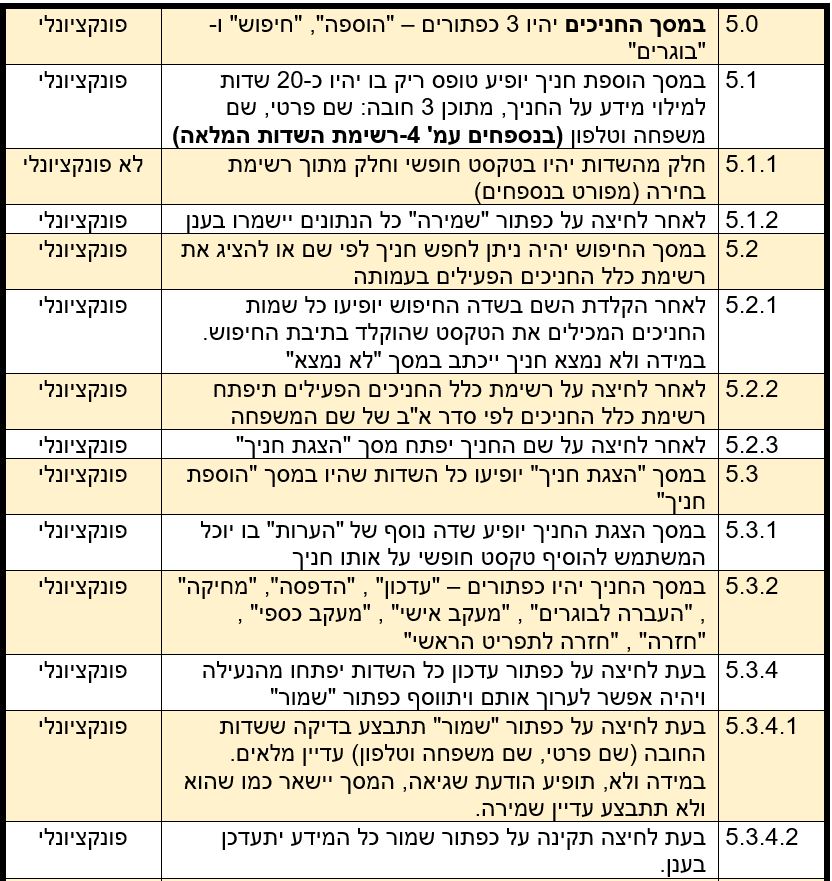 5.0 במסך החניכים יהיו 3 כפתורים – "הוספה", "חיפוש" ו- פונקציונלי
"בוגרים"
5.1 במסך הוספת חניך יופיע טופס ריק בו יהיו כ-20 שדות פונקציונלי
למילוי מידע על החניך, מתוכן 3 חובה: שם פרטי, שם
משפחה וטלפון (בנספחים עמ' 4-רשימת השדות המלאה)
5.1.1 חלק מהשדות יהיו בטקסט חופשי וחלק מתוך רשימת לא פונקציונלי
בחירה (מפורט בנספחים)
5.1.2 לאחר לחיצה על כפתור "שמירה" כל הנתונים יישמרו בענן פונקציונלי
5.2 במסך החיפוש יהיה ניתן לחפש חניך לפי שם או להציג את פונקציונלי
רשימת כלל החניכים הפעילים בעמותה
5.2.1 לאחר הקלדת השם בשדה החיפוש יופיעו כל שמות פונקציונלי
החניכים המכילים את הטקסט שהוקלד בתיבת החיפוש.
במידה ולא נמצא חניך ייכתב במסך "לא נמצא"
5.2.2 לאחר לחיצה על רשימת כלל החניכים הפעילים תיפתח פונקציונלי
רשימת כלל החניכים לפי סדר א"ב של שם המשפחה
5.2.3 לאחר לחיצה על שם החניך יפתח מסך "הצגת חניך" פונקציונלי
5.3 במסך "הצגת חניך" יופיעו כל השדות שהיו במסך "הוספת פונקציונלי
חניך"
5.3.1 במסך הצגת החניך יופיע שדה נוסף של "הערות" בו יוכל פונקציונלי
המשתמש להוסיף טקסט חופשי על אותו חניך
5.3.2 במסך החניך יהיו כפתורים – "עדכון" , "הדפסה", "מחיקה" פונקציונלי
, "העברה לבוגרים" , "מעקב אישי" , "מעקב כספי" ,
"חזרה" , "חזרה לתפריט הראשי"
5.3.4 בעת לחיצה על כפתור עדכון כל השדות יפתחו מהנעילה פונקציונלי
ויהיה אפשר לערוך אותם ויתווסף כפתור "שמור"
5.3.4.1 בעת לחיצה על כפתור "שמור" תתבצע בדיקה ששדות פונקציונלי
החובה (שם פרטי, שם משפחה וטלפון) עדיין מלאים.
במידה ולא, תופיע הודעת שגיאה, המסך יישאר כמו שהוא
ולא תתבצע עדיין שמירה.
5.3.4.2 בעת לחיצה תקינה על כפתור שמור כל המידע יתעדכן פונקציונלי
בענן.